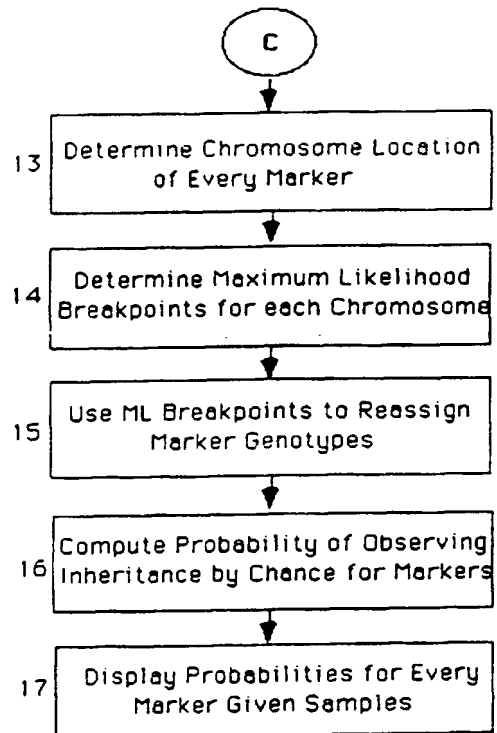 C
13
Determine Chromosome Location
of Every Marker
14
Determine Maximum Likelihood
Breakpoints for each Chromosome
15
Use ML Breakpoints to Reassign
Marker Genotypes
16
Compute Probability of Observing
Inheritance by Chance for Markers
17
Display Probabilities for Every
Marker Given Samples